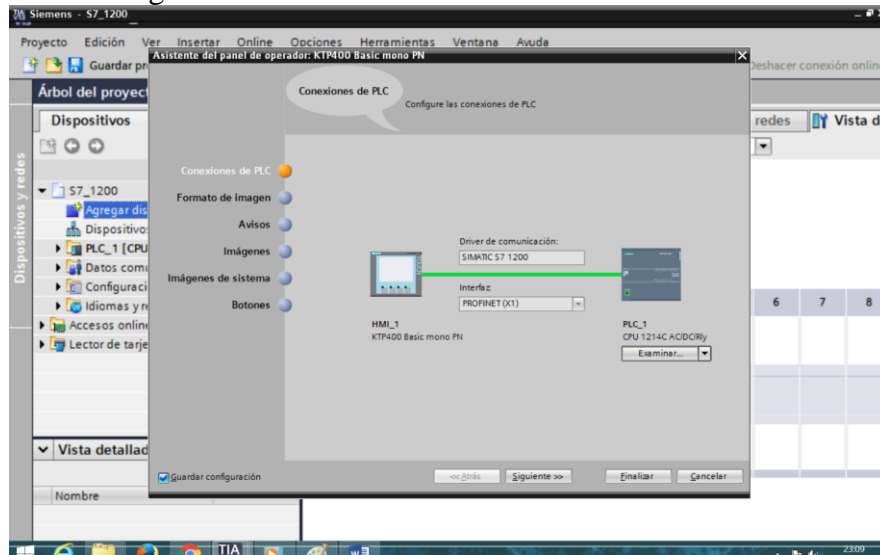 Siemens - S7_1200
Proyecto Edición Ver Insertar Online Opciones Herramientas Ventana Ayuda
Guardar pr
Deshacer conexión online
Asistente del panel de operador: KTP400 Basic mono PN
Árbol del proyect
Dispositivos
Dispositivos y redes
S7_1200
Agregar dis
Dispositivo
PLC_1 [CPU
Datos com
Configuraci
Idiomas y r
Accesos online
Lector de tarje
Vista detallad
Nombre
Conexiones de PLC
Configure las conexiones de PLC
Conexiones de PLC
Formato de imagen
Avisos
Imágenes
Imágenes de sistema
Botones
Driver de comunicación:
SIMATIC S7 1200
Interfaz:
PROFINET (X1)
HMI_1
KTP400 Basic mono PN
PLC_1
CPU 1214C AC/DC/Rly
Examinar...
Guardar configuración
<< Atrás
Siguiente >>
Finalizar
Cancelar
redes
Vista d
6 7 8
TIA
23:09